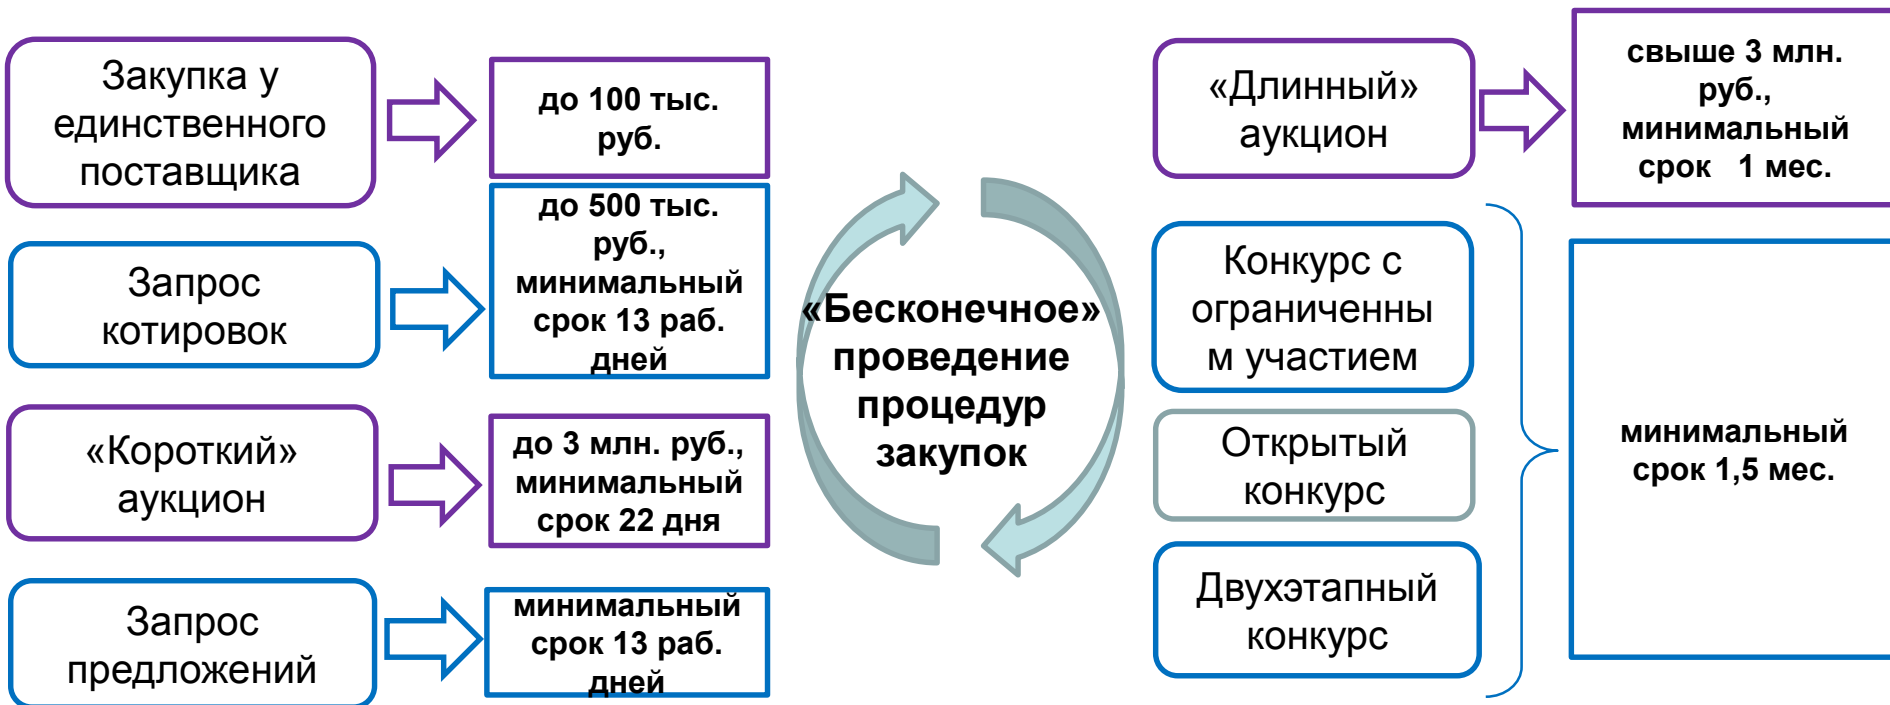 Закупка у
единственного
поставщика
до 100 тыс.
руб.
Запрос
котировок
до 500 тыс.
руб.,
минимальный
срок 13 раб.
дней
«Короткий»
аукцион
до 3 млн. руб.,
минимальный
срок 22 дня
Запрос
предложений
минимальный
срок 13 раб.
дней
«Бесконечное»
проведение
процедур
закупок
«Длинный»
аукцион
свыше 3 млн.
руб.,
минимальный
срок 1 мес.
Конкурс с
ограниченны
м участием
Открытый
конкурс
Двухэтапный
конкурс
минимальный
срок 1,5 мес.